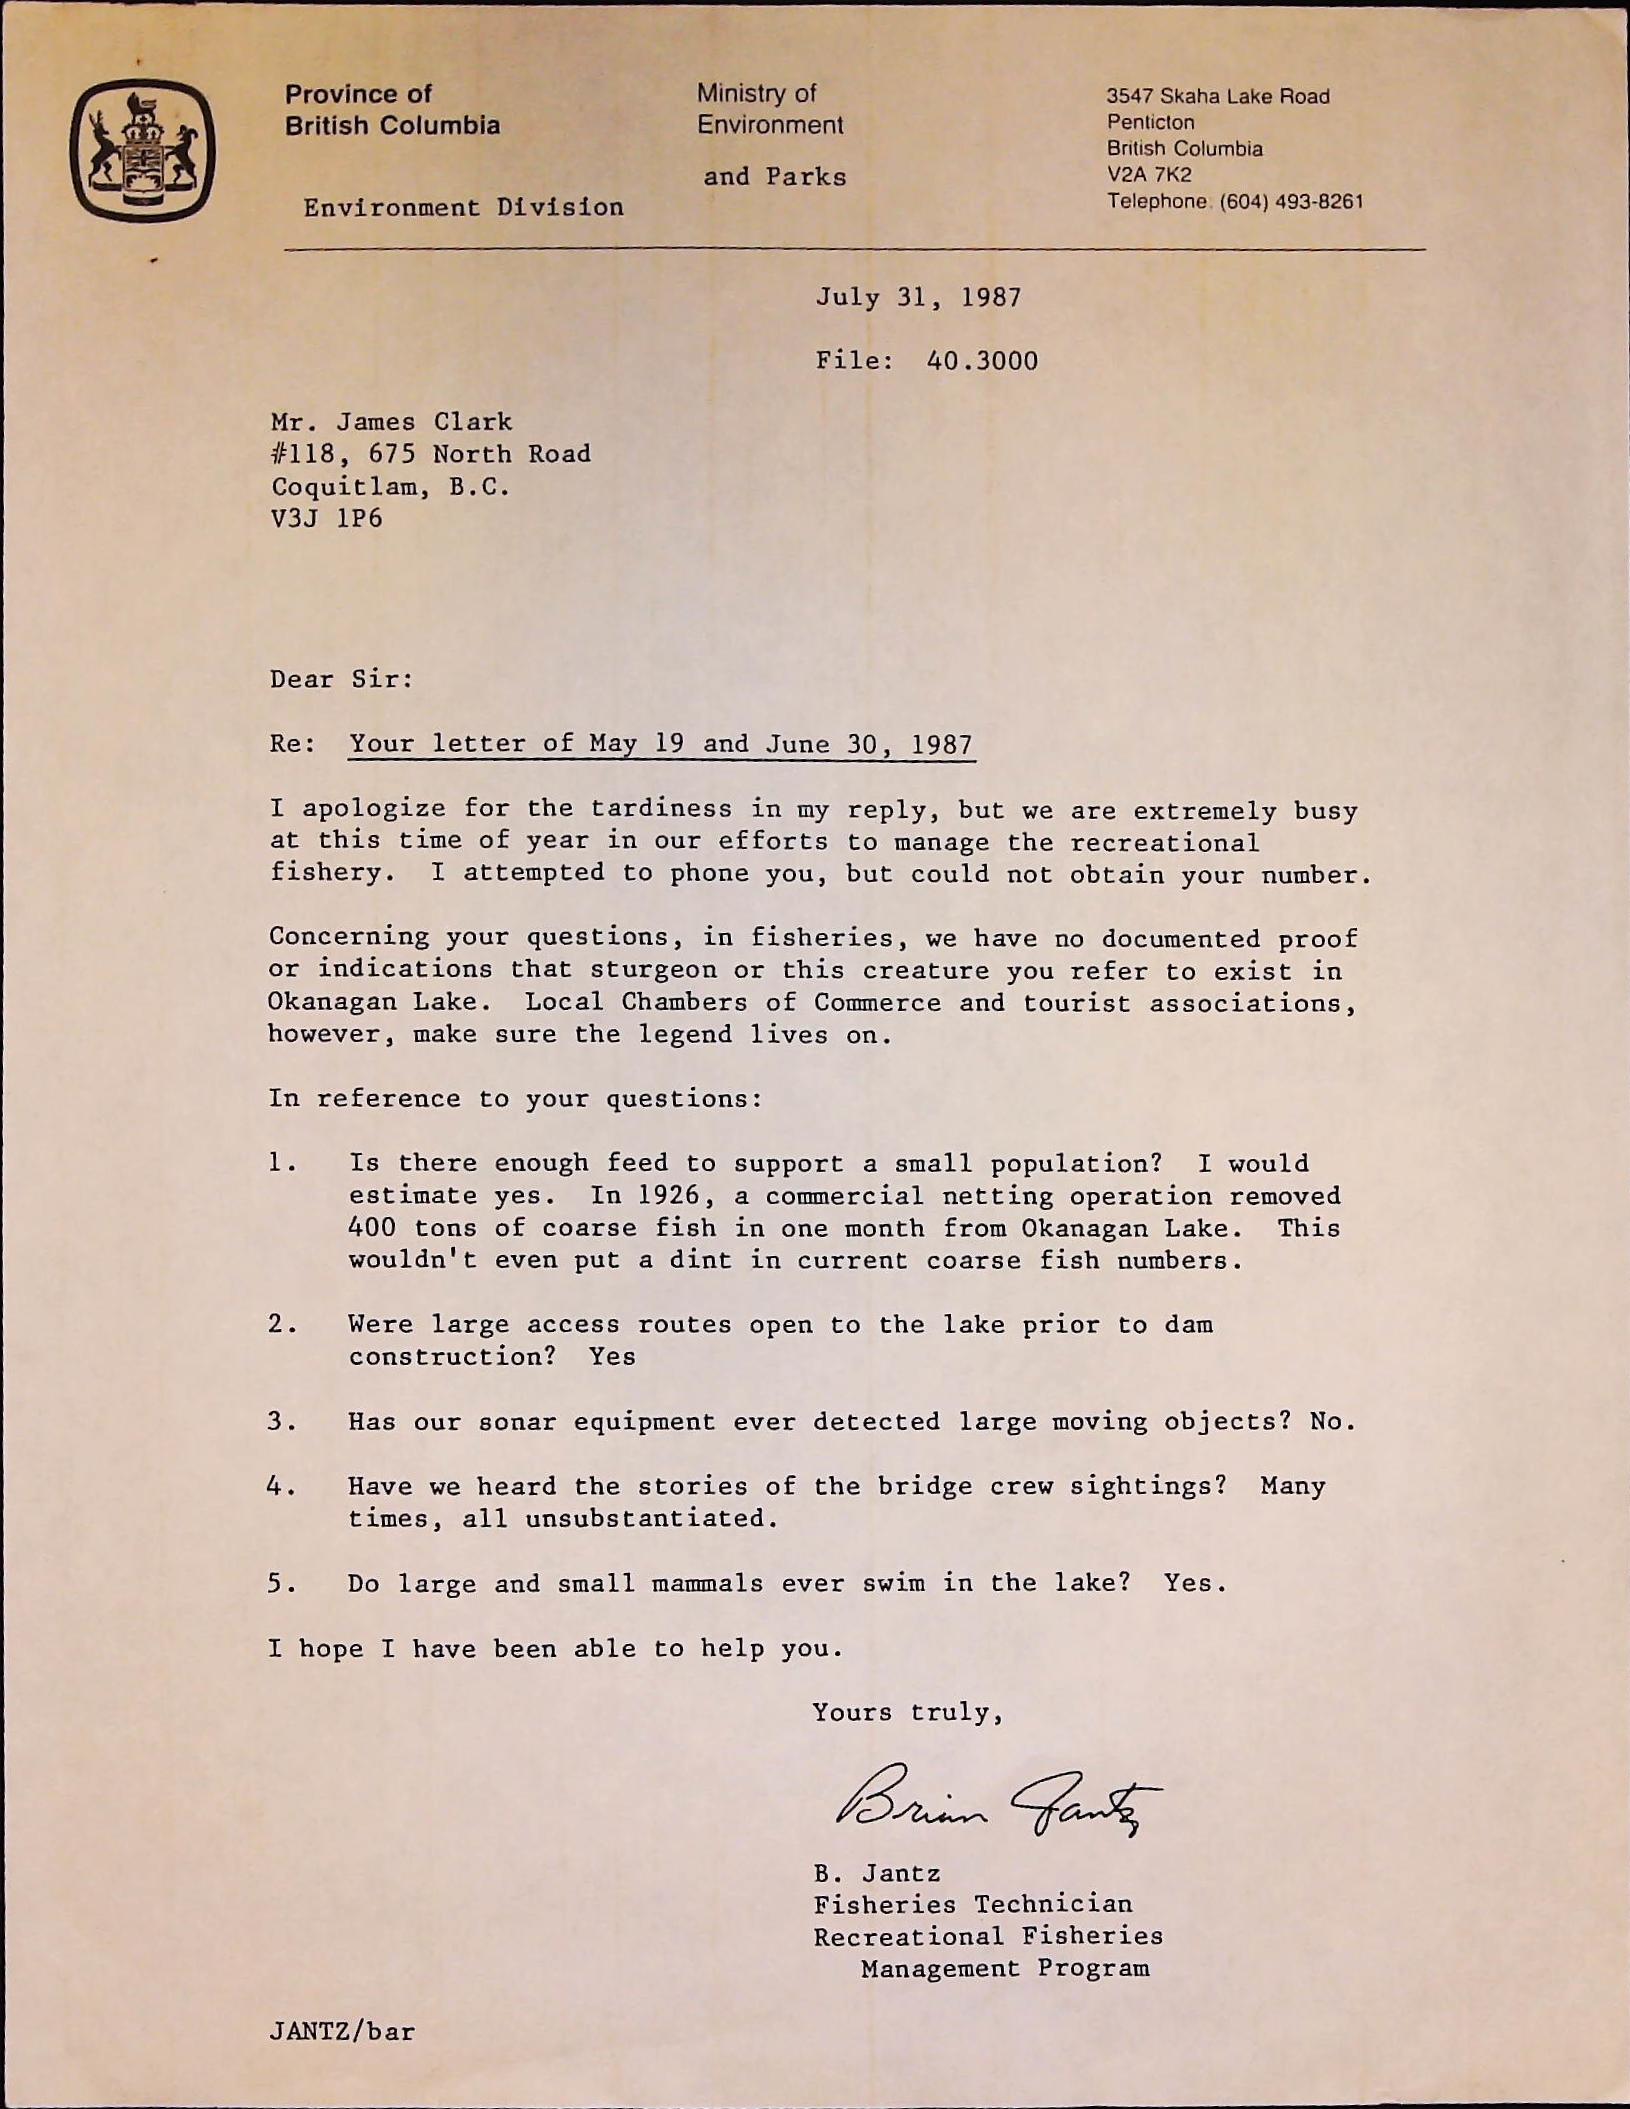 Province of
British Columbia
Environment Division
Ministry of
Environment
and Parks
3547 Skaha Lake Road
Penticton
British Columbia
V2A 7K2
Telephone: (604) 493-8261
July 31, 1987
File: 40.3000
Mr. James Clark
#118, 675 North Road
Coquitlam, B.C.
V3J 1P6
Dear Sir:
Re: Your letter of May 19 and June 30, 1987
I apologize for the tardiness in my reply, but we are extremely busy
at this time of year in our efforts to manage the recreational
fishery. I attempted to phone you, but could not obtain your number.
Concerning your questions, in fisheries, we have no documented proof
or indications that sturgeon or this creature you refer to exist in
Okanagan Lake. Local Chambers of Commerce and tourist associations,
however, make sure the legend lives on.
In reference to your questions:
1. Is there enough feed to support a small population? I would
estimate yes. In 1926, a commercial netting operation removed
400 tons of coarse fish in one month from Okanagan Lake. This
wouldn't even put a dint in current coarse fish numbers.
2. Were large access routes open to the lake prior to dam
construction? Yes
3. Has our sonar equipment ever detected large moving objects? No.
4. Have we heard the stories of the bridge crew sightings? Many
times, all unsubstantiated.
5. Do large and small mammals ever swim in the lake? Yes.
I hope I have been able to help you.
Yours truly,
Brian Jantz
B. Jantz
Fisheries Technician
Recreational Fisheries
Management Program
JANTZ/bar